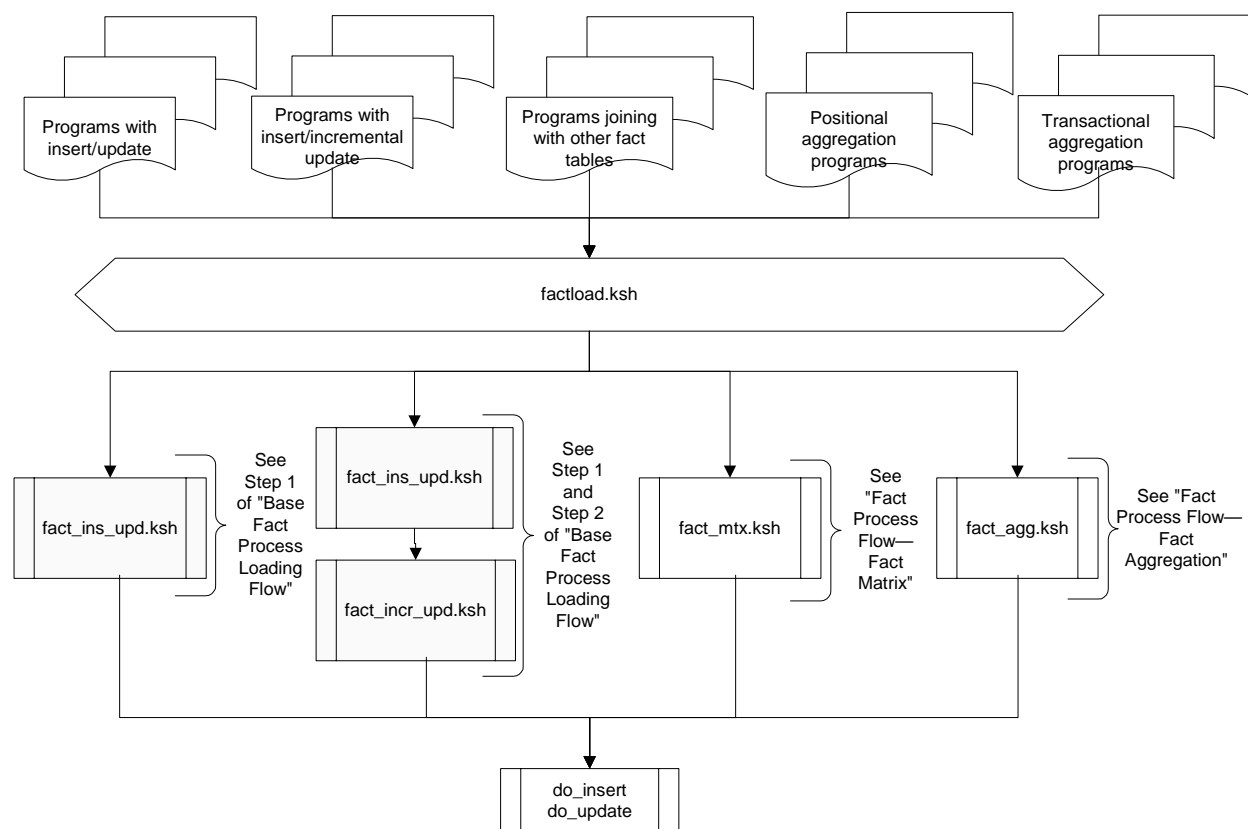 Programs with
insert/update
Programs with
insert/incremental
update
Programs joining
with other fact
tables
Positional
aggregation
programs
Transactional
aggregation
programs
factload.ksh
fact_ins_upd.ksh
See
Step 1
of "Base
Fact
Process
Loading
Flow"
fact_ins_upd.ksh
fact_incr_upd.ksh
See
Step 1
and
Step 2
of "Base
Fact
Process
Loading
Flow"
fact_mtx.ksh
See
"Fact
Process
Flow—
Fact
Matrix"
fact_agg.ksh
See "Fact
Process Flow—
Fact
Aggregation"
do_insert
do_update